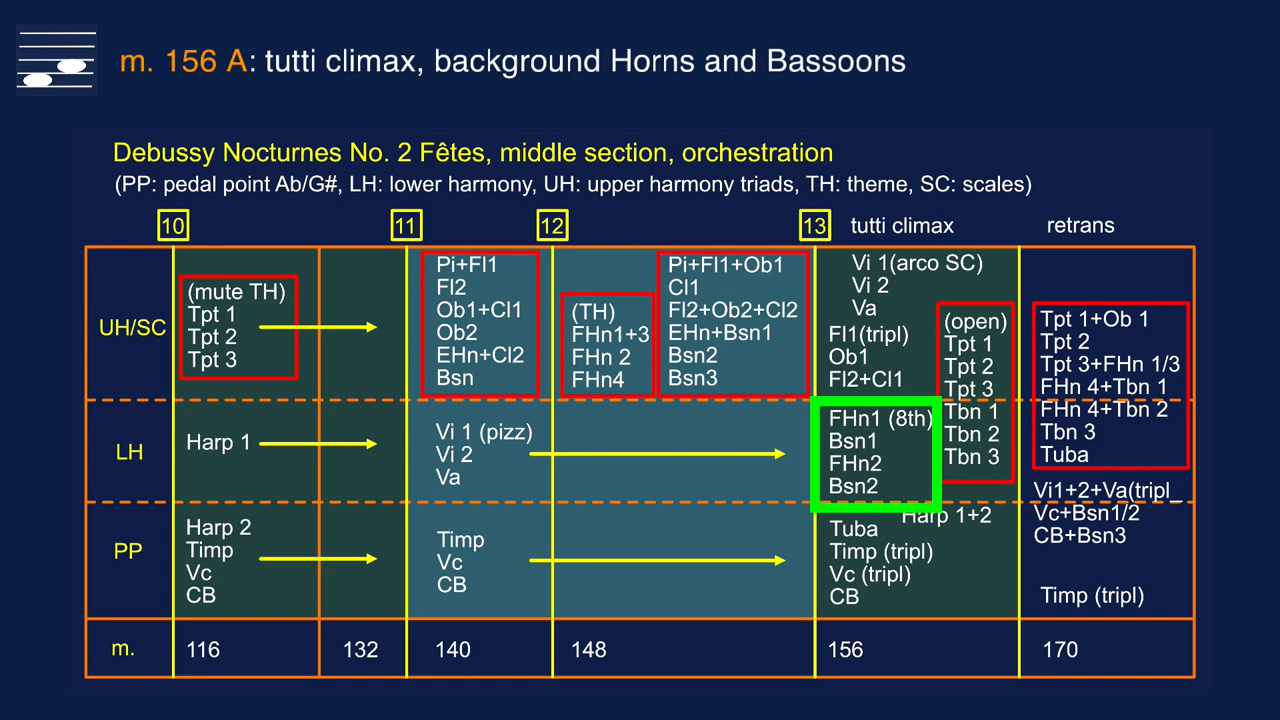 m. 156 A: tutti climax, background Horns and Bassoons
Debussy Nocturnes No. 2 Fêtes, middle section, orchestration
(PP: pedal point Ab/G#, LH: lower harmony, UH: upper harmony triads, TH: theme, SC: scales)
10
11
12
13
tutti climax
retrans
UH/SC
(mute TH)
Tpt 1
Tpt 2
Tpt 3
Pi+Fl1
Fl2
Ob1+Cl1
Ob2
EHn+Cl2
Bsn
(TH)
FHn1+3
FHn 2
FHn4
Pi+Fl1+Ob1
Cl1
Fl2+Ob2+Cl2
EHn+Bsn1
Bsn2
Bsn3
Vi 1(arco SC)
Vi 2
Va
Fl1(tripl)
Ob1
Fl2+Cl1
(open)
Tpt 1
Tpt 2
Tpt 3
Tbn 1
Tbn 2
Tbn 3
Tpt 1+Ob 1
Tpt 2
Tpt 3+FHn 1/3
FHn 4+Tbn 1
FHn 4+Tbn 2
Tbn 3
Tuba
LH
Harp 1
Vi 1 (pizz)
Vi 2
Va
FHn1 (8th)
Bsn1
FHn2
Bsn2
Vi1+2+Va(tripl_
Vc+Bsn1/2
CB+Bsn3
PP
Harp 2
Timp
Vc
CB
Timp
Vc
CB
Harp 1+2
Tuba
Timp (tripl)
Vc (tripl)
CB
Timp (tripl)
m.
116
132
140
148
156
170